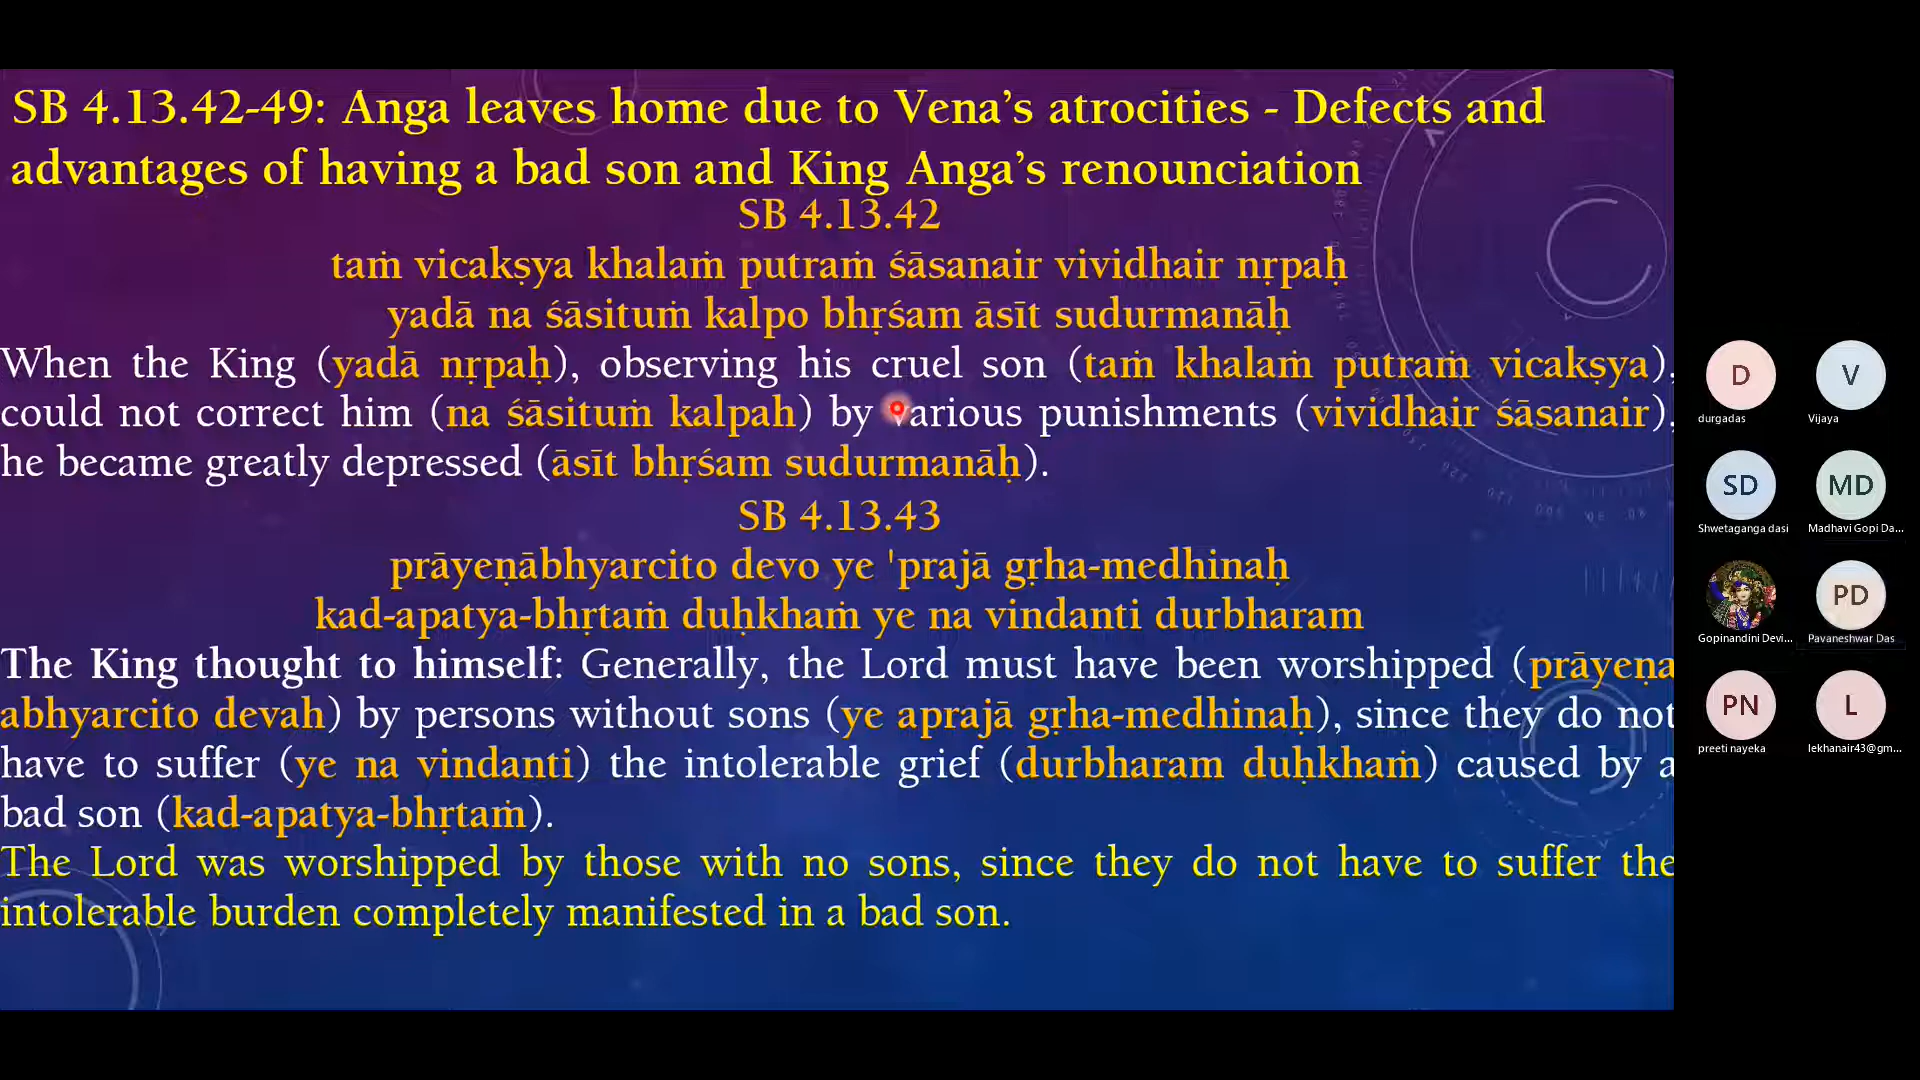 SB 4.13.42-49: Anga leaves home due to Vena’s atrocities - Defects and
advantages of having a bad son and King Anga’s renounciation
SB 4.13.42
taṁ vicakṣya khalaṁ putraṁ śāsanair vividhair nṛpaḥ
yadā na śāsituṁ kalpo bhṛśam āsīt sudurmanāḥ
When the King (yadā nṛpaḥ), observing his cruel son (taṁ khalaṁ putraṁ vicakṣya),
could not correct him (na śāsituṁ kalpah) by various punishments (vividhair śāsanair),
he became greatly depressed (āsīt bhṛśam sudurmanāḥ).
SB 4.13.43
prāyeṇābhyarcito devo ye 'prajā gṛha-medhinaḥ
kad-apatya-bhṛtaṁ duḥkhaṁ ye na vindanti durbharam
The King thought to himself: Generally, the Lord must have been worshipped (prāyeṇa
abhyarcito devah) by persons without sons (ye aprajā gṛha-medhinaḥ), since they do not
have to suffer (ye na vindanti) the intolerable grief (durbharam duḥkhaṁ) caused by a
bad son (kad-apatya-bhṛtaṁ).
The Lord was worshipped by those with no sons, since they do not have to suffer the
intolerable burden completely manifested in a bad son.
D
V
durgadas
Vijaya
SD
MD
Shwetaganga dasi
Madhavi Gopi Da...
PD
Gopinandini Devi...
Pavaneshwar Das
PN
L
preeti nayeka
lekhanair43@gm...